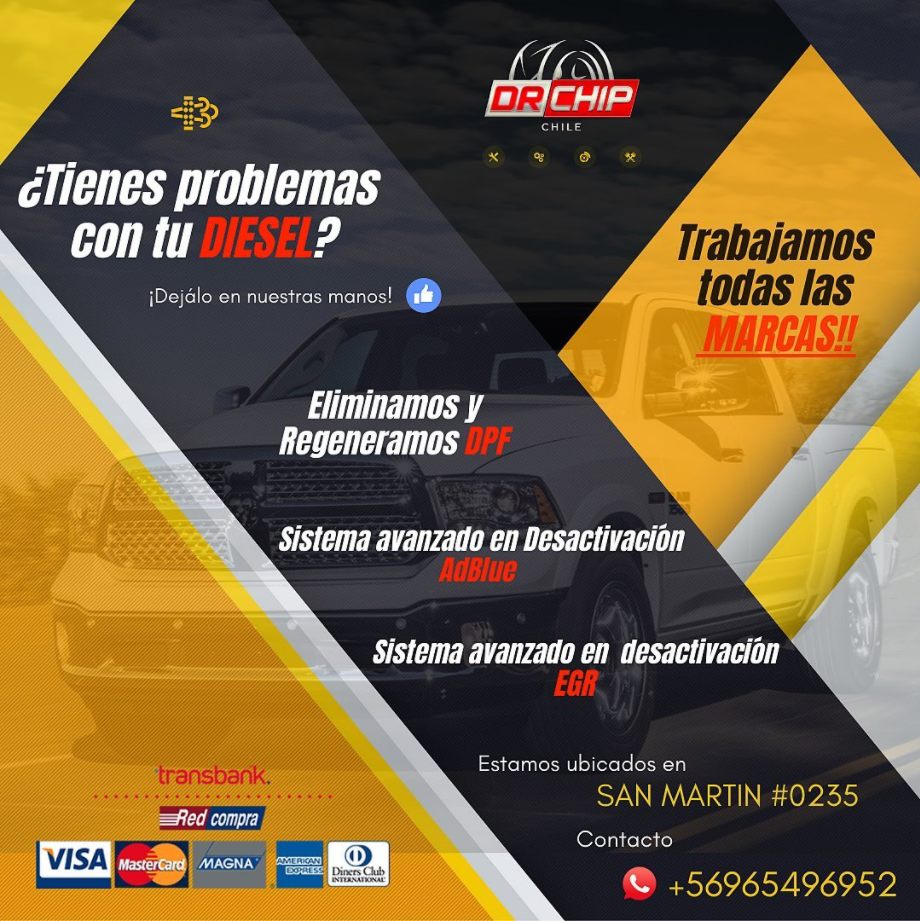 DR CHIP
CHILE
¿Tienes problemas
con tu DIESEL?
¡Dejálo en nuestras manos!
Trabajamos
todas las
MARCAS!!
Eliminamos y
Regeneramos DPF
Sistema avanzado en Desactivación
AdBlue
Sistema avanzado en desactivación
EGR
Estamos ubicados en
SAN MARTIN #0235
Contacto
+56965496952
transbank.
Red compra
VISA
MasterCard
MAGNA
AMERICAN
EXPRESS
Diners Club
INTERNATIONAL